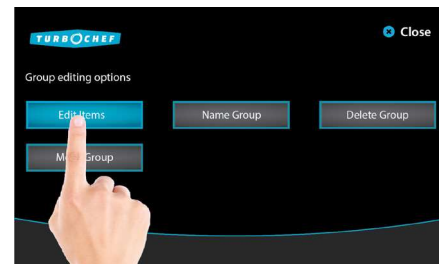 TURBOCHEF
Close
Group editing options
Edit Items
Name Group
Delete Group
Group